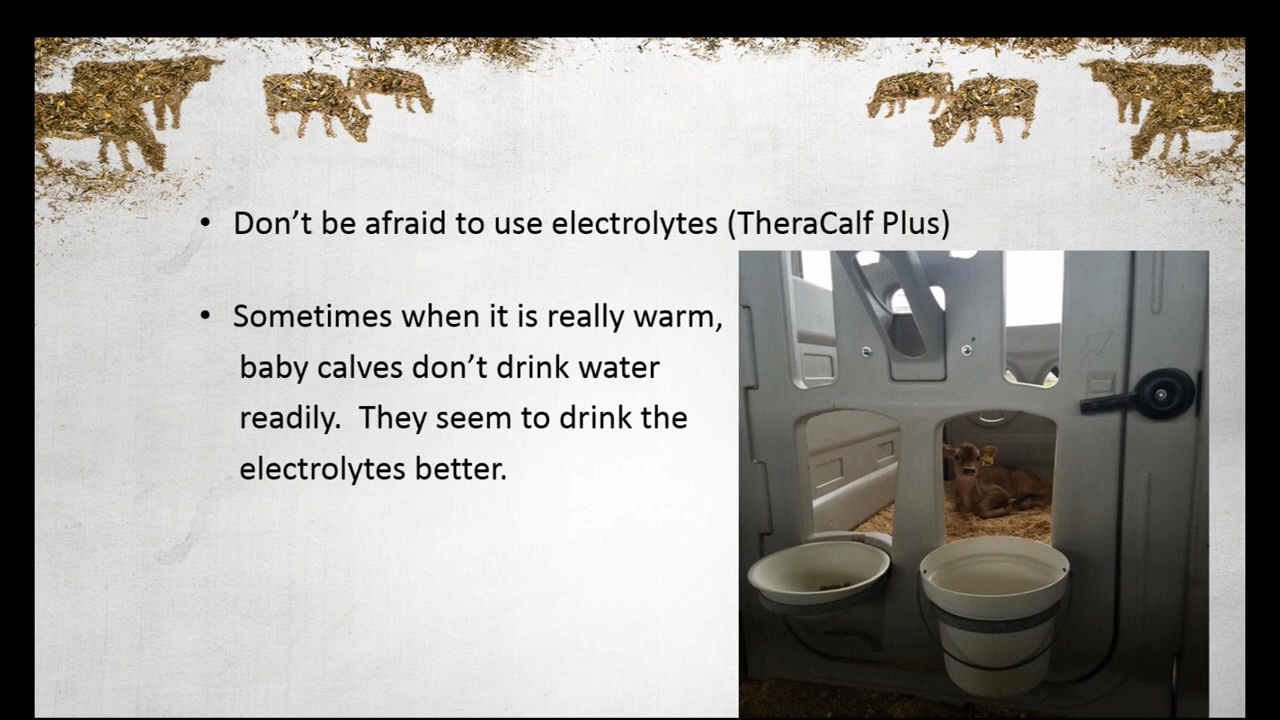 • Don’t be afraid to use electrolytes (TheraCalf Plus)
• Sometimes when it is really warm,
baby calves don’t drink water
readily.  They seem to drink the
electrolytes better.